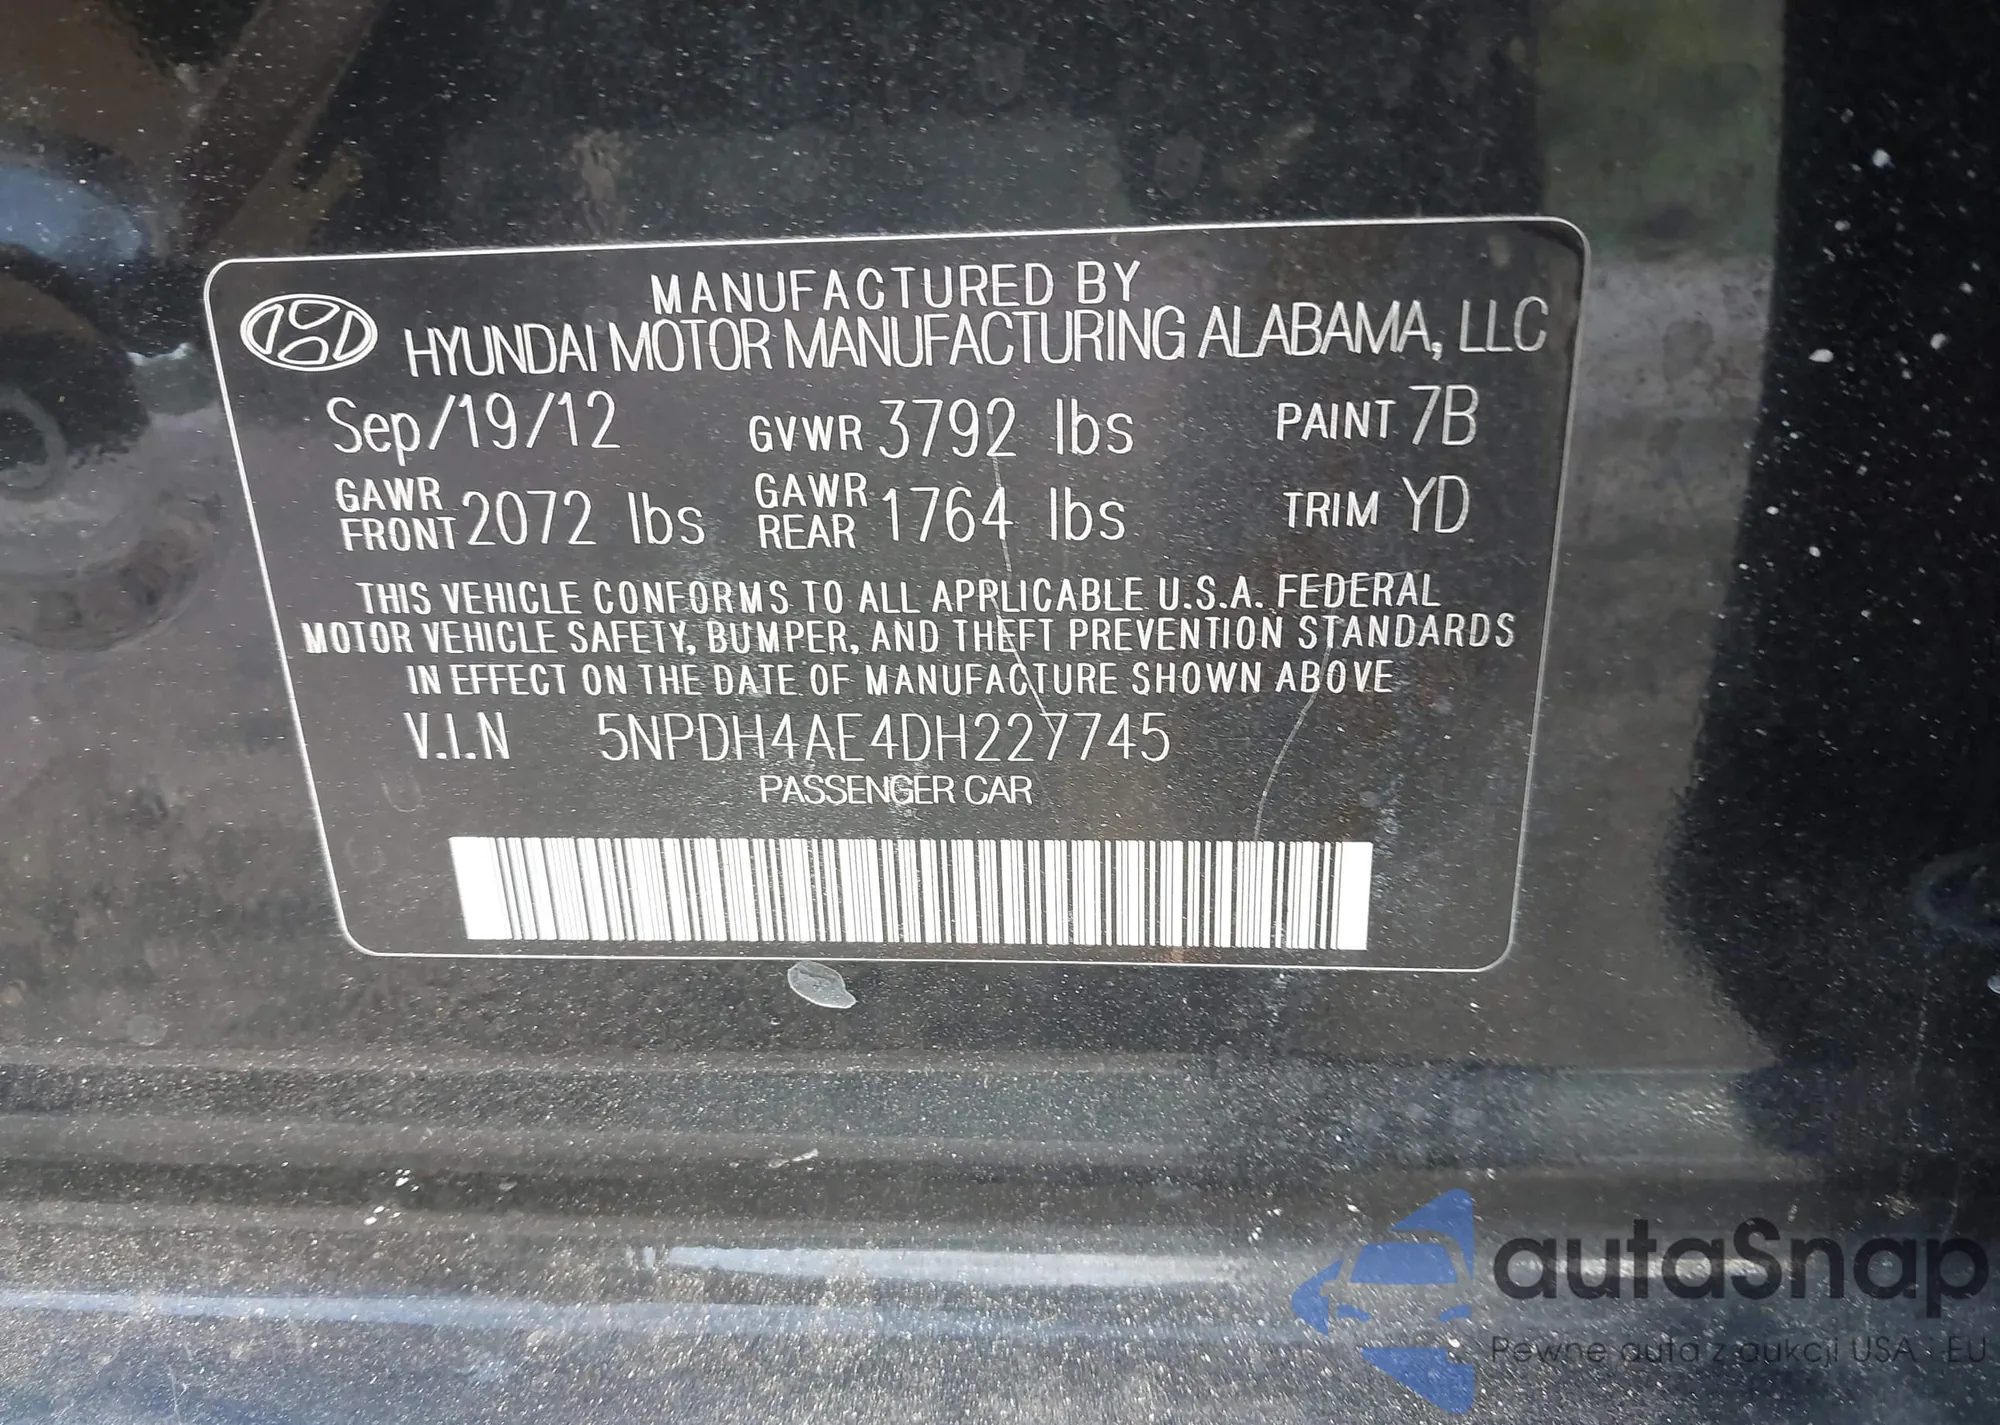 MANUFACTURED BY
HYUNDAI MOTOR MANUFACTURING ALABAMA, LLC
Sep/19/12 GVWR 3792 lbs PAINT 7B
GAWR FRONT 2072 lbs GAWR REAR 1764 lbs TRIM YD
THIS VEHICLE CONFORMS TO ALL APPLICABLE U.S.A. FEDERAL
MOTOR VEHICLE SAFETY, BUMPER, AND THEFT PREVENTION STANDARDS
IN EFFECT ON THE DATE OF MANUFACTURE SHOWN ABOVE
V.I.N 5NPDH4AE4DH227745
PASSENGER CAR
autaSnap
Pewne auta z aukcji USA i EU